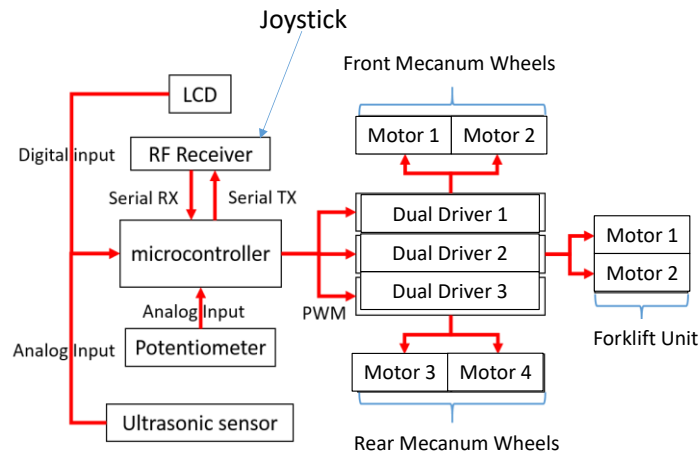 Joystick
Front Mecanum Wheels
LCD
Motor 1
Motor 2
Digital input
RF Receiver
Serial RX
Serial TX
Dual Driver 1
microcontroller
Dual Driver 2
Motor 1
Motor 2
Dual Driver 3
Analog Input
PWM
Forklift Unit
Analog Input
Potentiometer
Motor 3
Motor 4
Ultrasonic sensor
Rear Mecanum Wheels